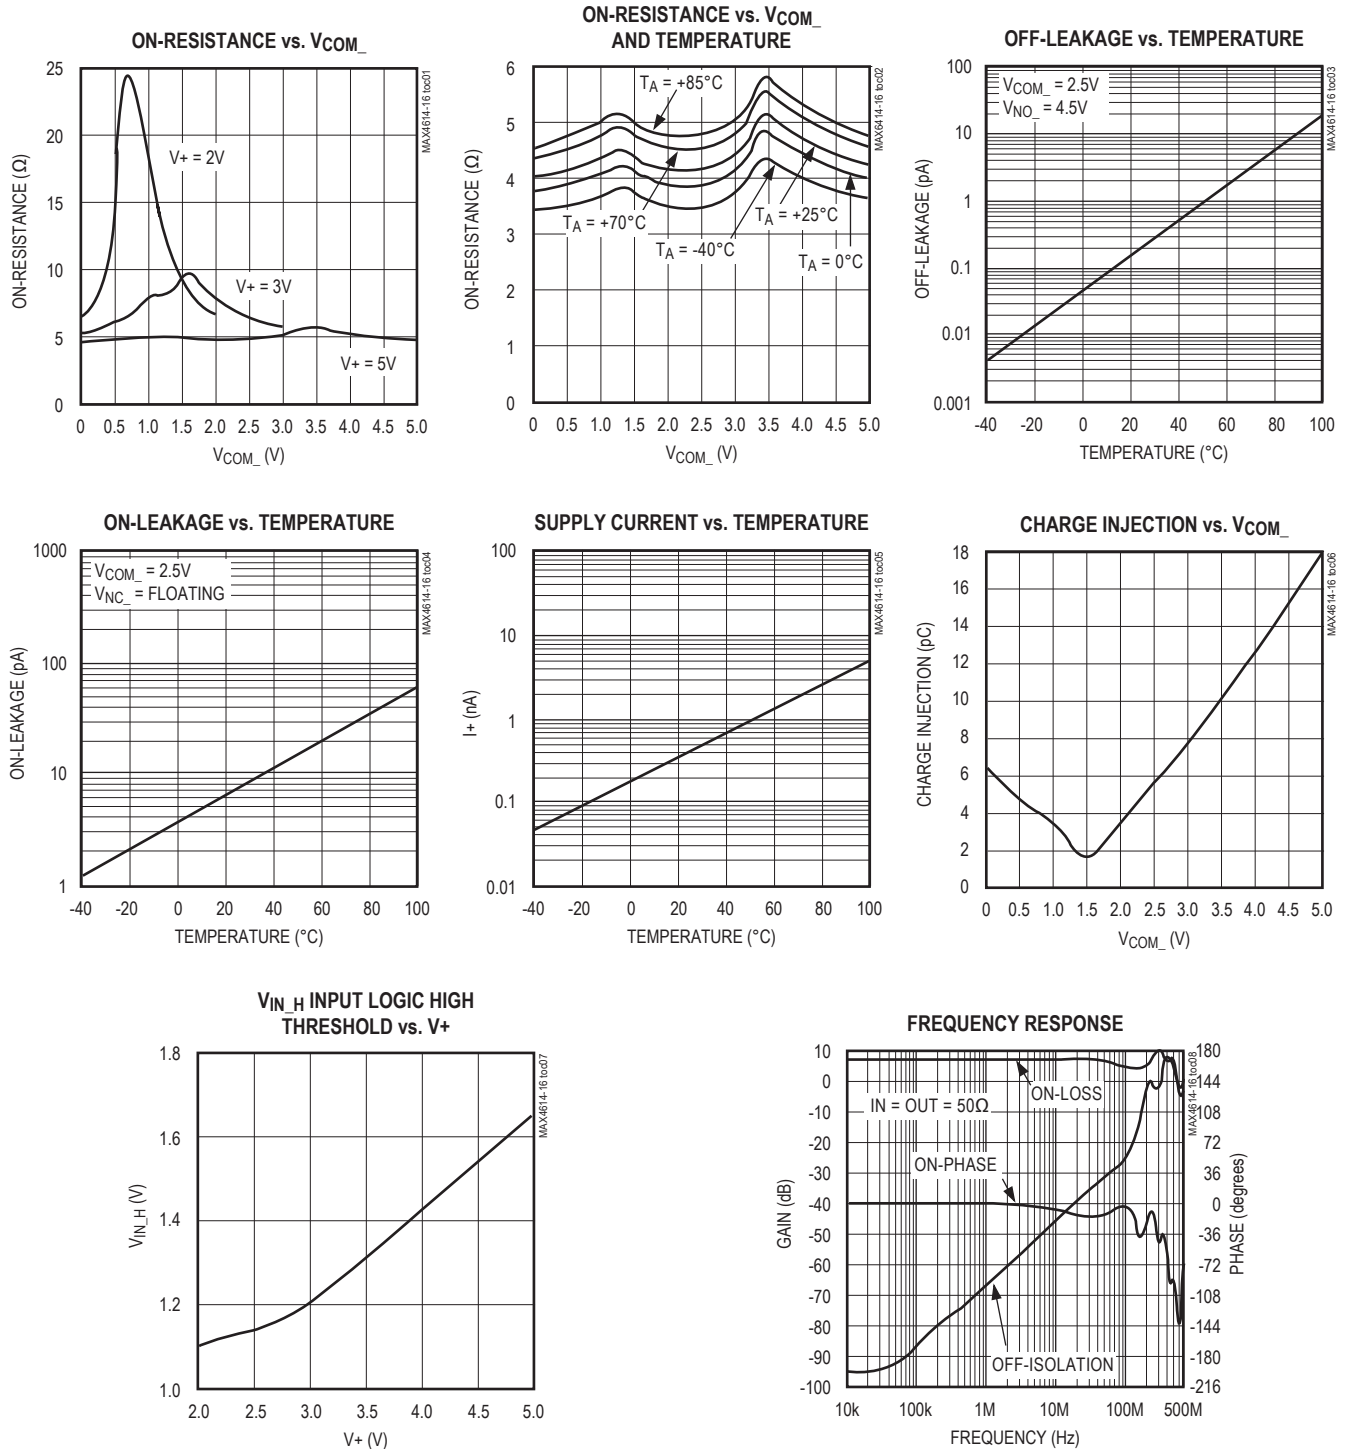 ON-RESISTANCE vs. VCOM_
ON-RESISTANCE (Ω)
25
20
15
10
5
0
V+ = 2V
V+ = 3V
V+ = 5V
MAX4614-16 toc01
0 0.5 1.0 1.5 2.0 2.5 3.0 3.5 4.0 4.5 5.0
VCOM_ (V)
ON-RESISTANCE vs. VCOM_
AND TEMPERATURE
ON-RESISTANCE (Ω)
6
5
4
3
2
1
0
TA = +85°C
TA = +70°C
TA = +25°C
TA = -40°C
TA = 0°C
MAX6414-16 toc02
0 0.5 1.0 1.5 2.0 2.5 3.0 3.5 4.0 4.5 5.0
VCOM_ (V)
OFF-LEAKAGE vs. TEMPERATURE
OFF-LEAKAGE (pA)
100
10
1
0.1
0.01
0.001
VCOM_ = 2.5V
VNO_ = 4.5V
MAX4614-16 toc03
-40 -20 0 20 40 60 80 100
TEMPERATURE (°C)
ON-LEAKAGE vs. TEMPERATURE
ON-LEAKAGE (pA)
1000
100
10
1
VCOM_ = 2.5V
VNC_ = FLOATING
MAX4614-16 toc04
-40 -20 0 20 40 60 80 100
TEMPERATURE (°C)
SUPPLY CURRENT vs. TEMPERATURE
I+ (nA)
100
10
1
0.1
0.01
MAX4614-16 toc05
-40 -20 0 20 40 60 80 100
TEMPERATURE (°C)
CHARGE INJECTION vs. VCOM_
CHARGE INJECTION (pC)
18
16
14
12
10
8
6
4
2
0
MAX4614-16 toc06
0 0.5 1.0 1.5 2.0 2.5 3.0 3.5 4.0 4.5 5.0
VCOM_ (V)
VIN_H INPUT LOGIC HIGH
THRESHOLD vs. V+
VIN_H (V)
1.8
1.6
1.4
1.2
1.0
MAX4614-16 toc07
2.0 2.5 3.0 3.5 4.0 4.5 5.0
V+ (V)
FREQUENCY RESPONSE
GAIN (dB)
10
0
-10
-20
-30
-40
-50
-60
-70
-80
-90
-100
IN = OUT = 50Ω
ON-LOSS
ON-PHASE
OFF-ISOLATION
MAX4614-16 toc08
180
144
108
72
36
0
-36
-72
-108
-144
-180
-216
PHASE (degrees)
10k 100k 1M 10M 100M 500M
FREQUENCY (Hz)